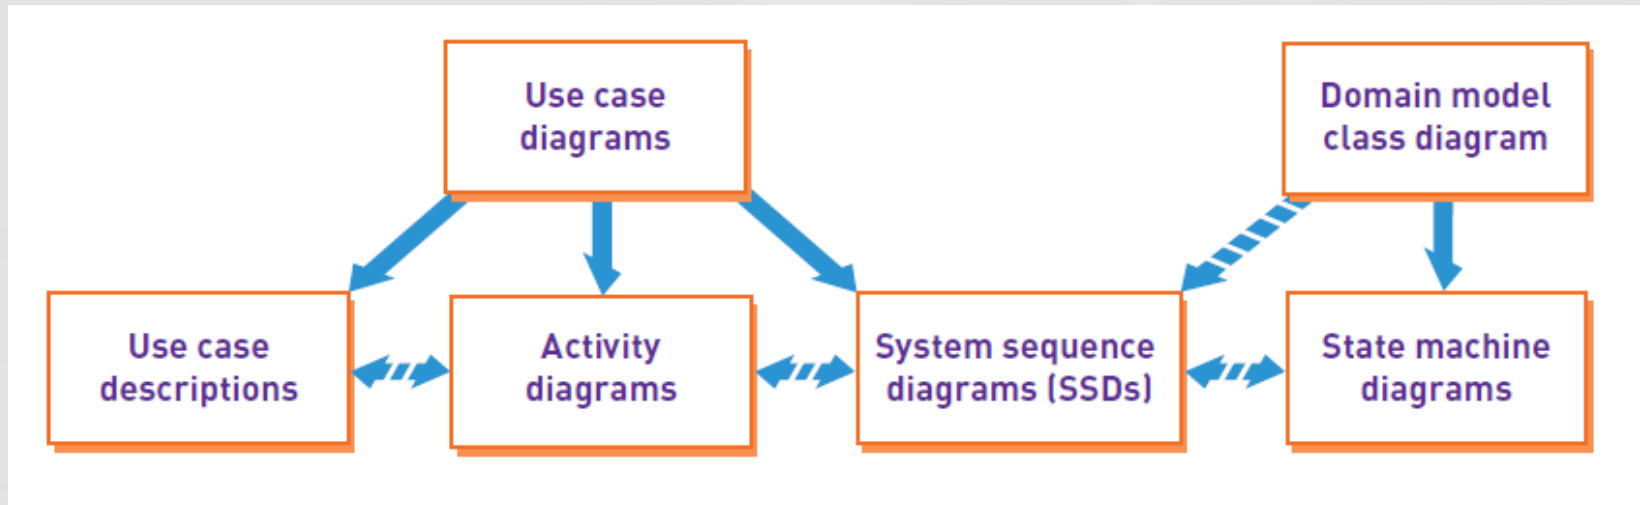 Use case
diagrams
Domain model
class diagram
Use case
descriptions
Activity
diagrams
System sequence
diagrams (SSDs)
State machine
diagrams